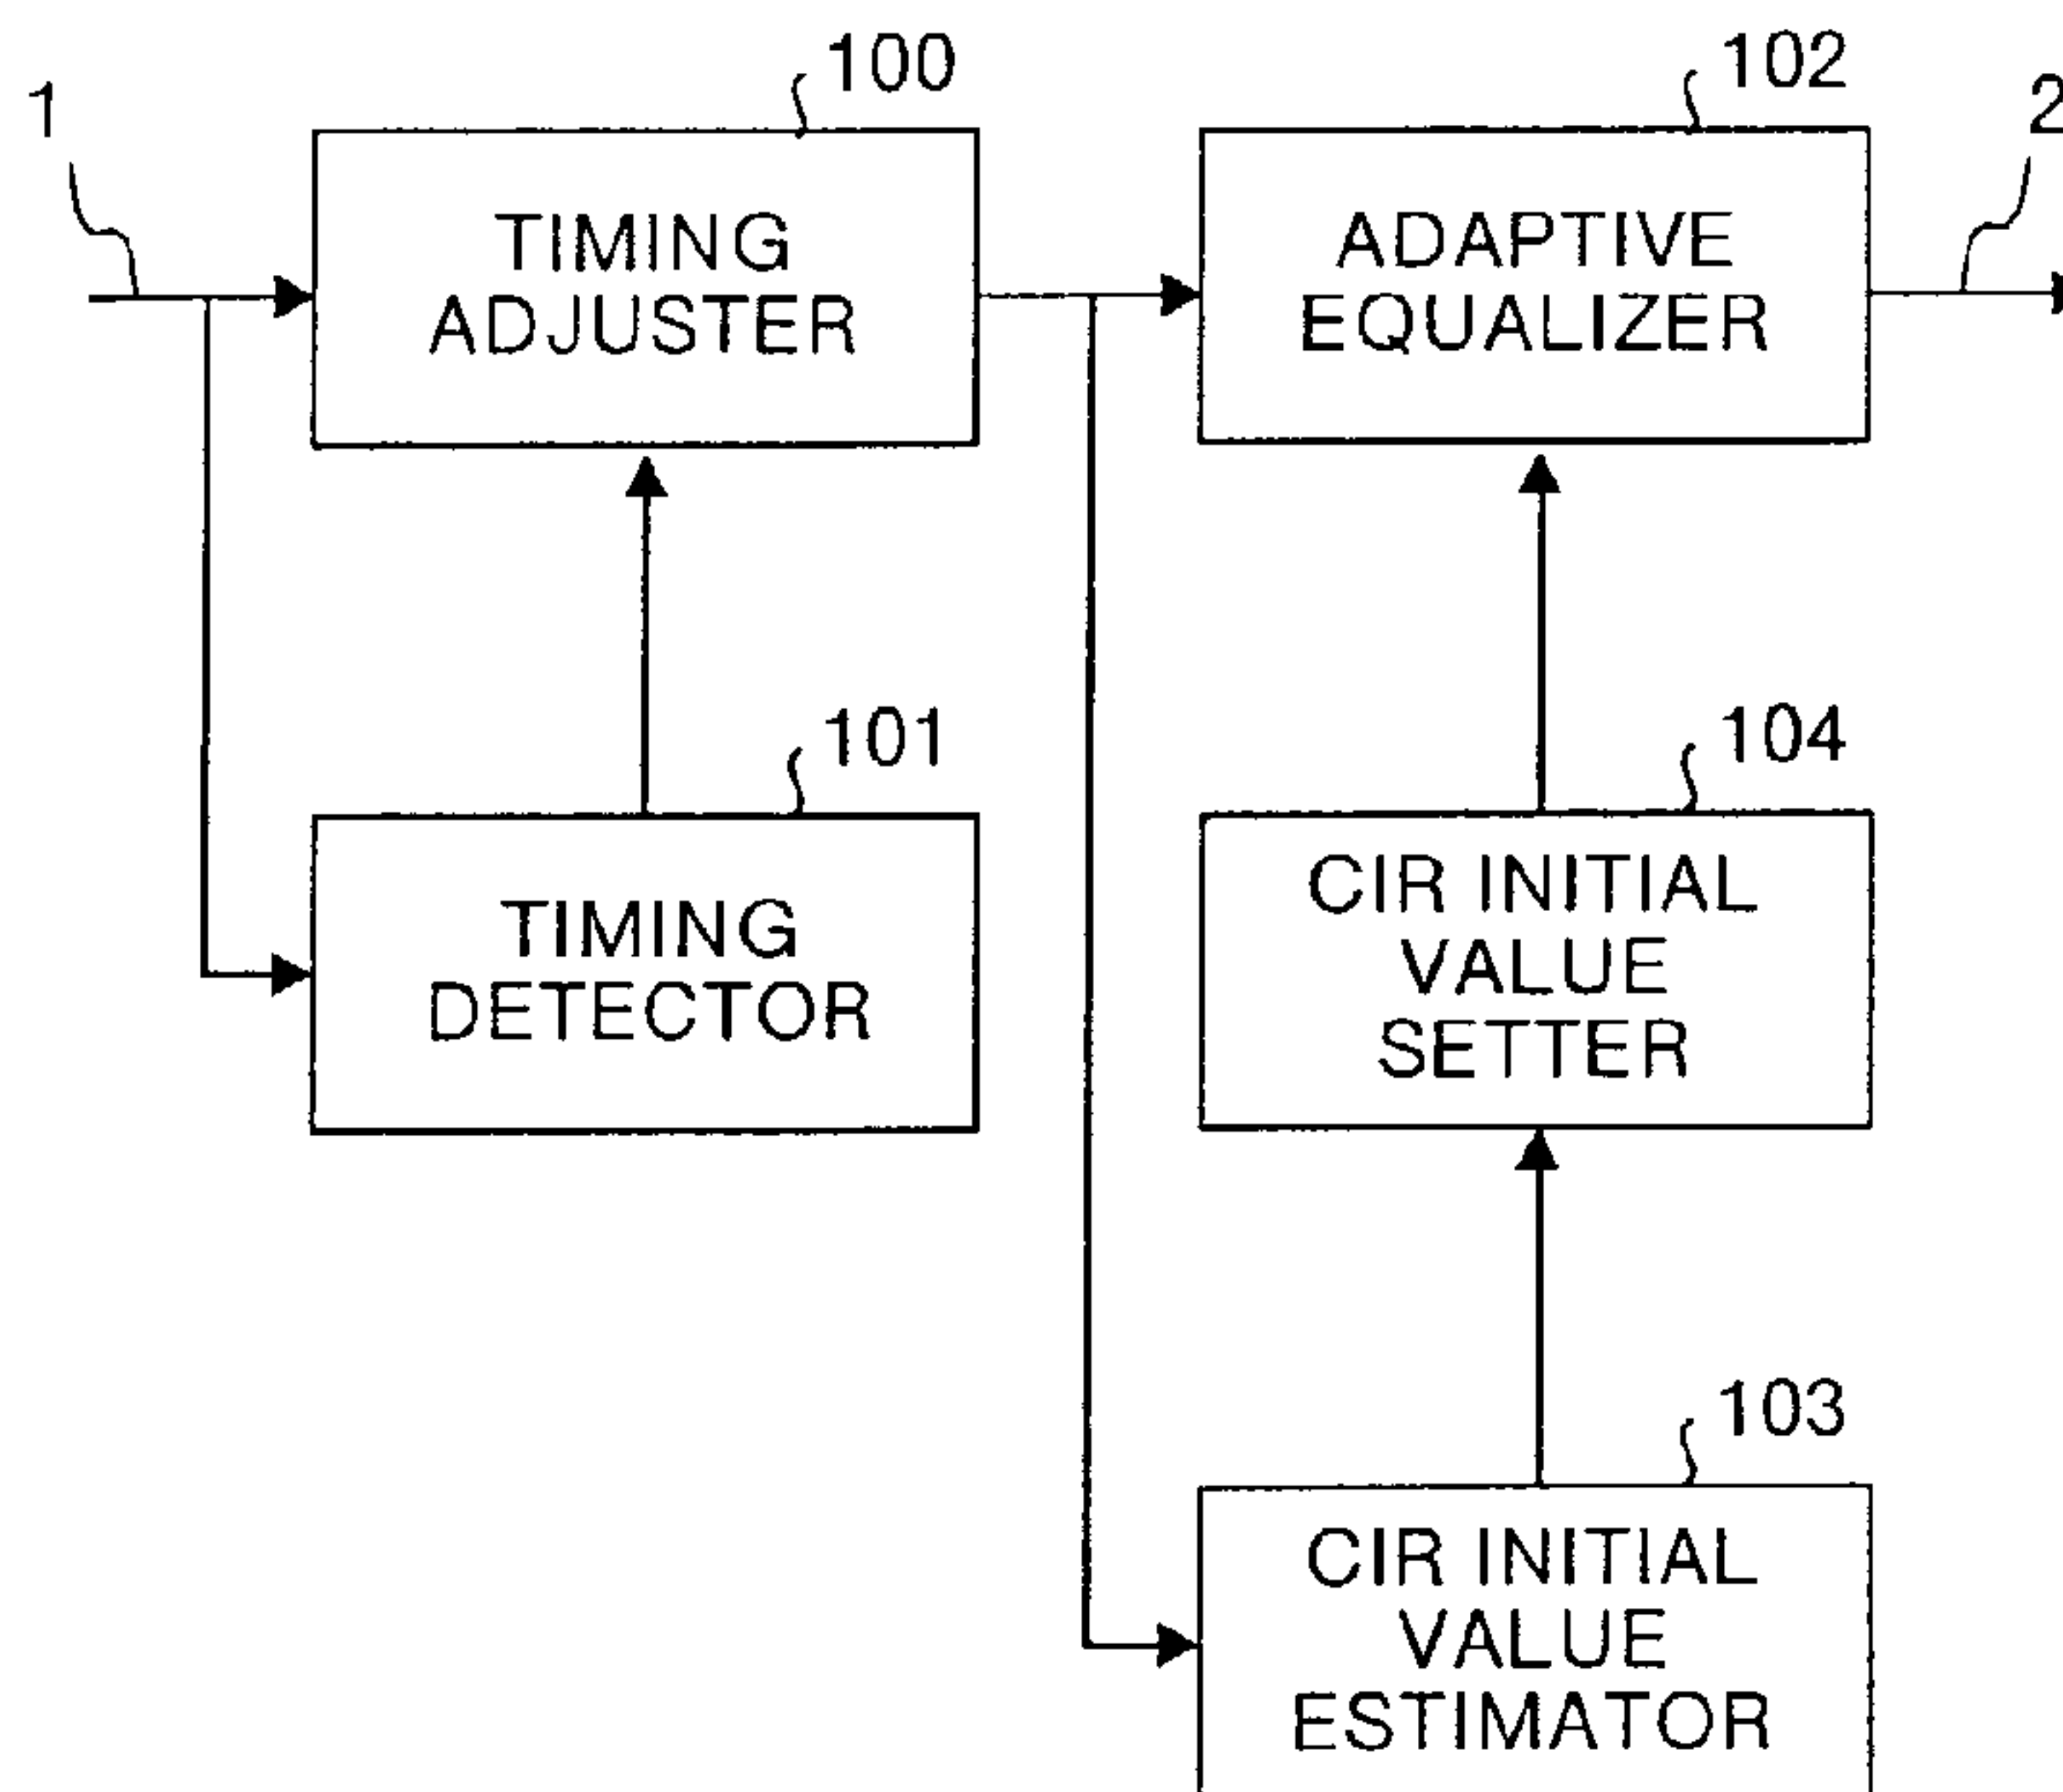 1
100
TIMING
ADJUSTER
102
ADAPTIVE
EQUALIZER
2
101
TIMING
DETECTOR
104
CIR INITIAL
VALUE
SETTER
103
CIR INITIAL
VALUE
ESTIMATOR